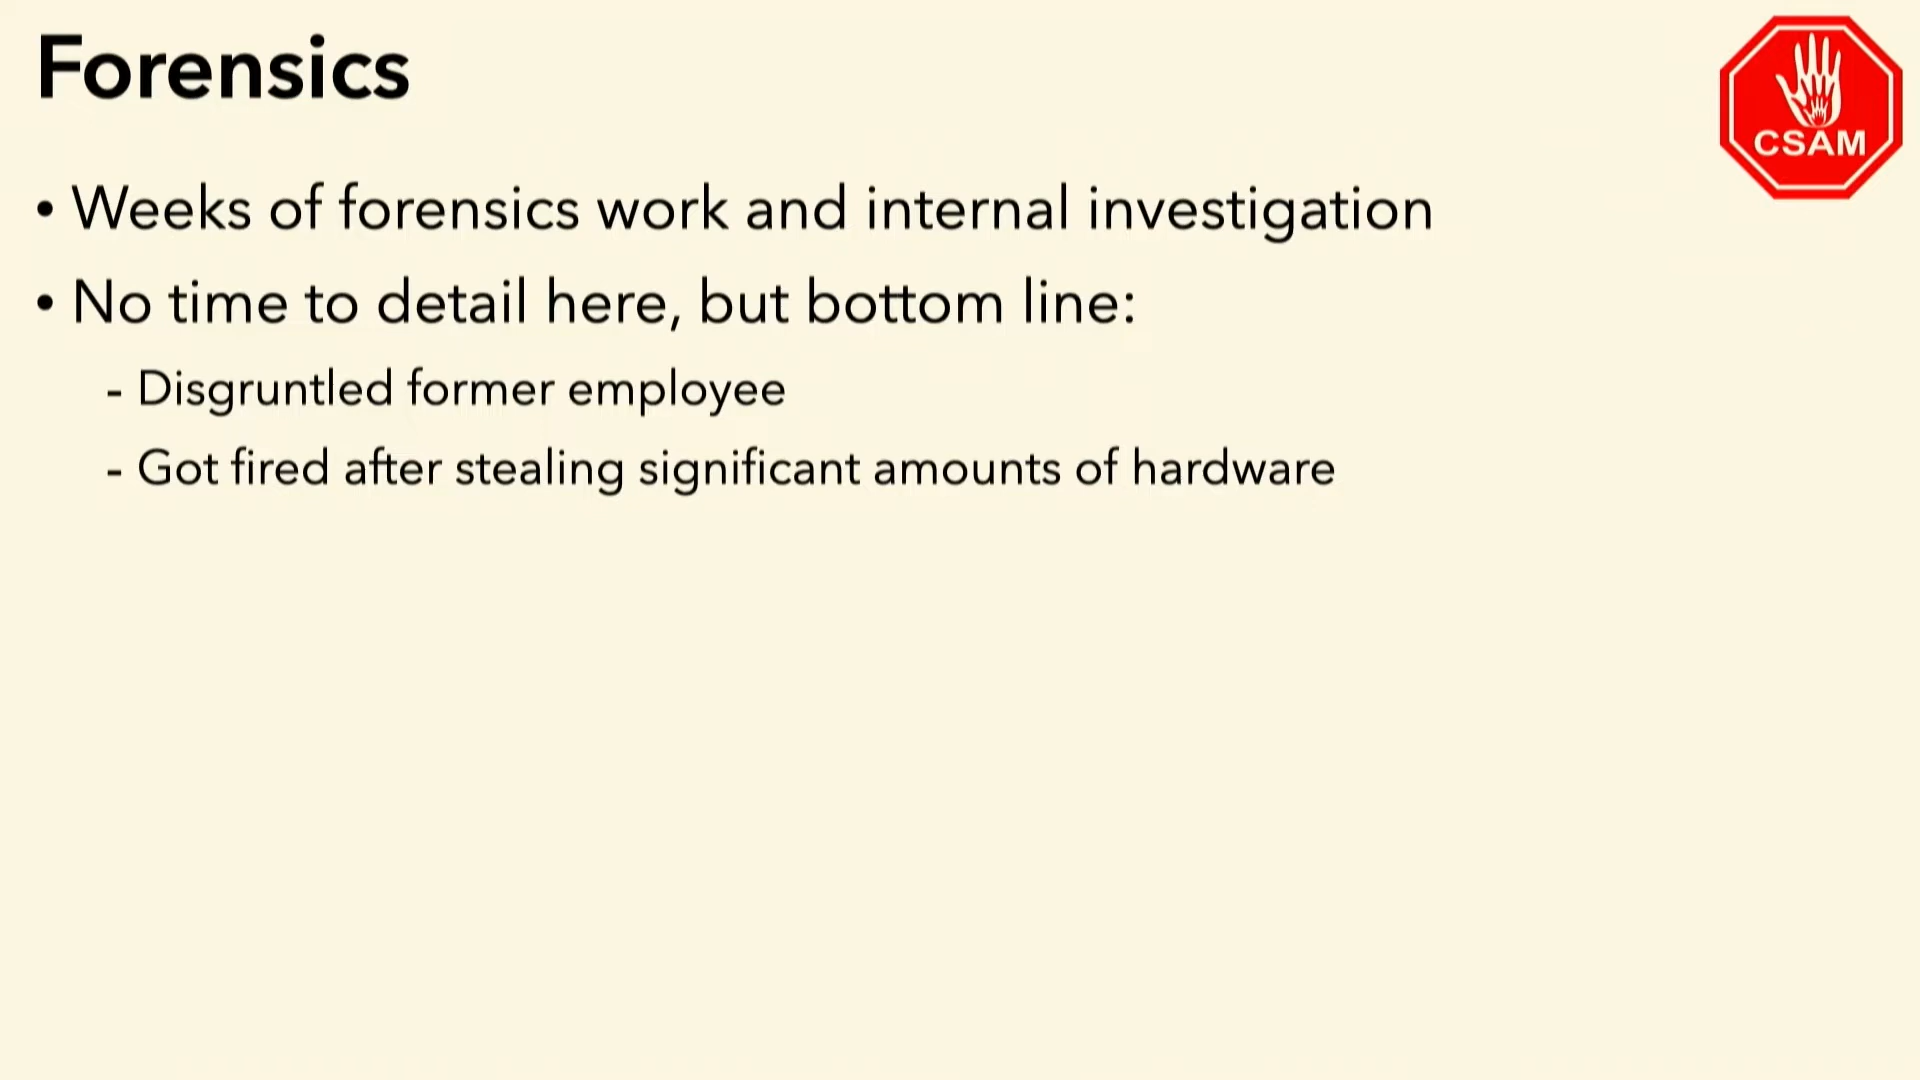 Forensics
CSAM
• Weeks of forensics work and internal investigation
• No time to detail here, but bottom line:
- Disgruntled former employee
- Got fired after stealing significant amounts of hardware